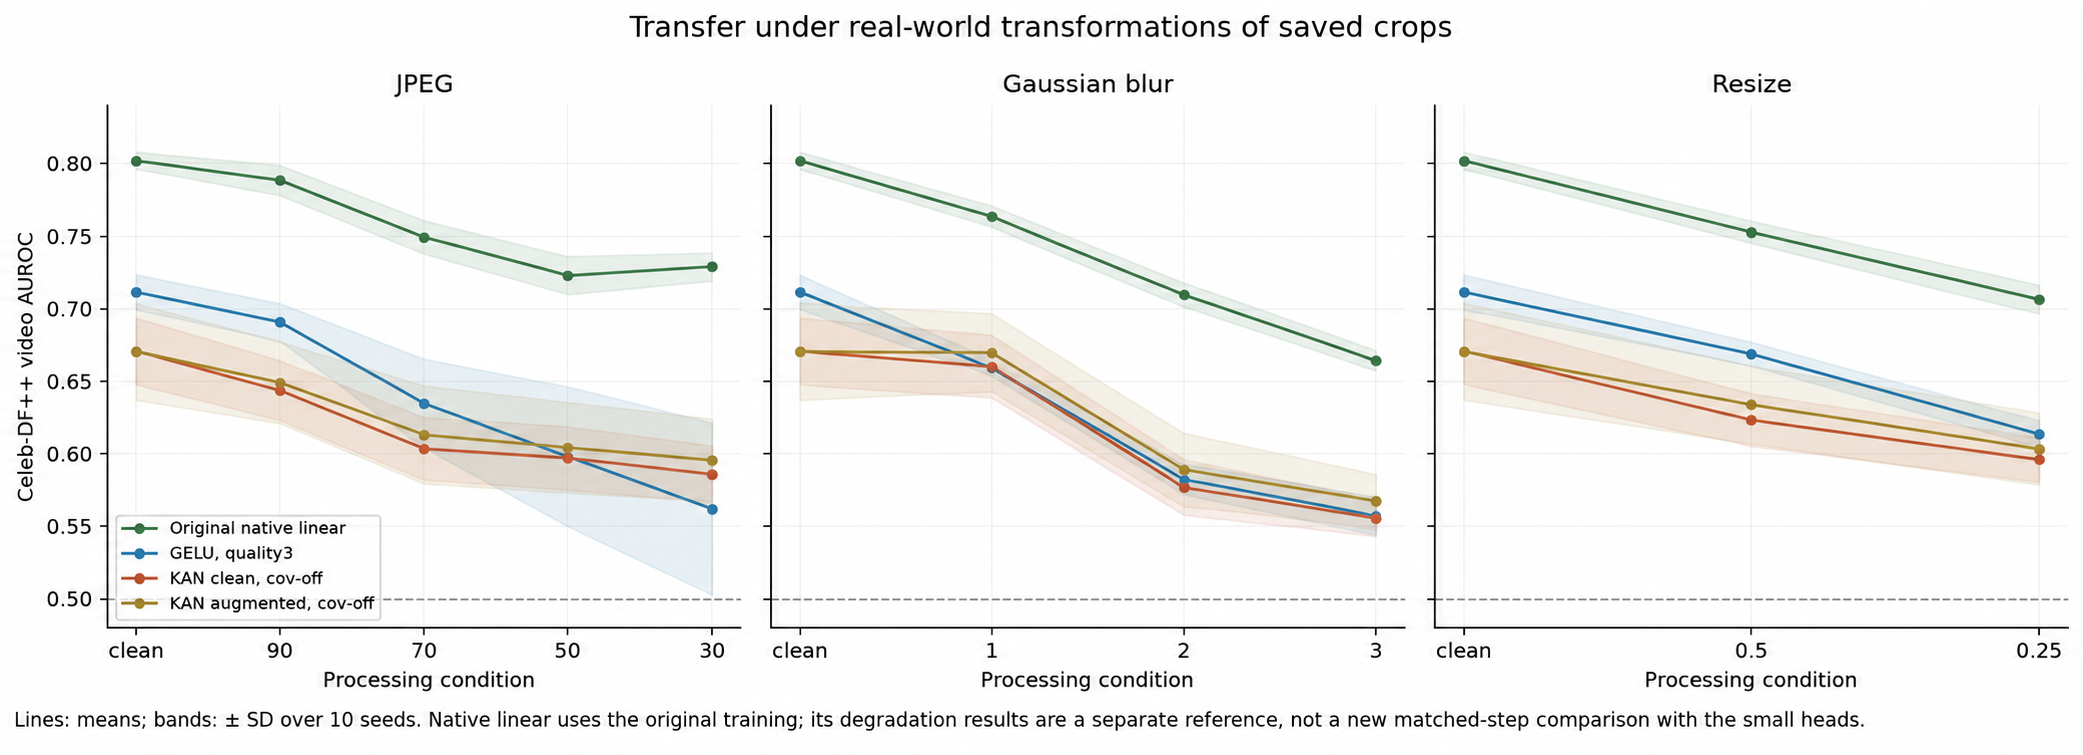 Transfer under real-world transformations of saved crops
JPEG
Gaussian blur
Resize
Celeb-DF++ video AUROC
0.80
0.75
0.70
0.65
0.60
0.55
0.50
Original native linear
GELU, quality3
KAN clean, cov-off
KAN augmented, cov-off
clean 90 70 50 30
clean 1 2 3
clean 0.5 0.25
Processing condition
Processing condition
Processing condition
Lines: means; bands: ± SD over 10 seeds. Native linear uses the original training; its degradation results are a separate reference, not a new matched-step comparison with the small heads.